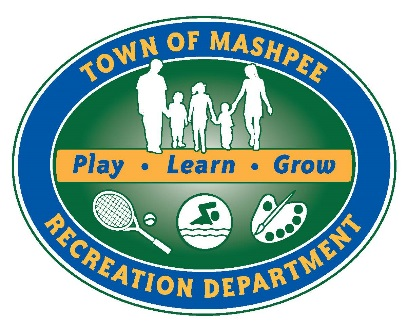 TOWN OF MASHPEE
Play • Learn • Grow
RECREATION DEPARTMENT